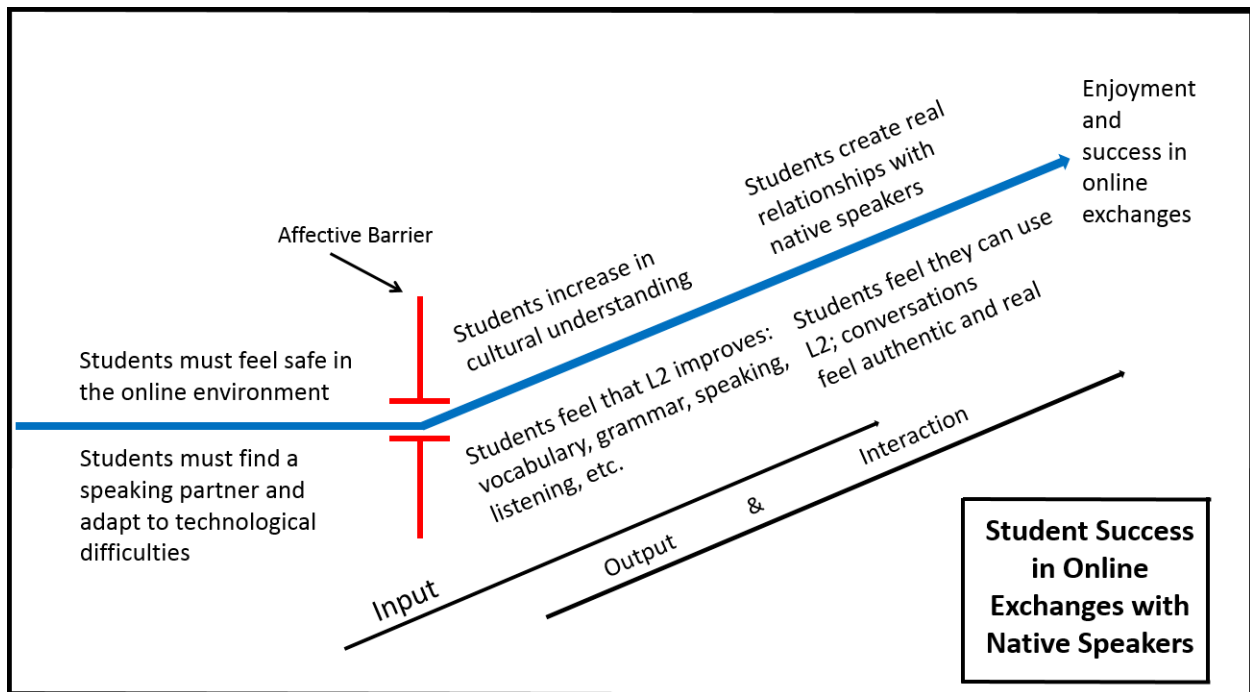 Affective Barrier
Students must feel safe in
the online environment
Students must find a
speaking partner and
adapt to technological
difficulties
Students increase in
cultural understanding
Students feel that L2 improves:
vocabulary, grammar, speaking,
listening, etc.
Students create real
relationships with
native speakers
Students feel they can use
L2; conversations
feel authentic and real
Enjoyment
and
success in
online
exchanges
Input
Output & Interaction
Student Success
in Online
Exchanges with
Native Speakers